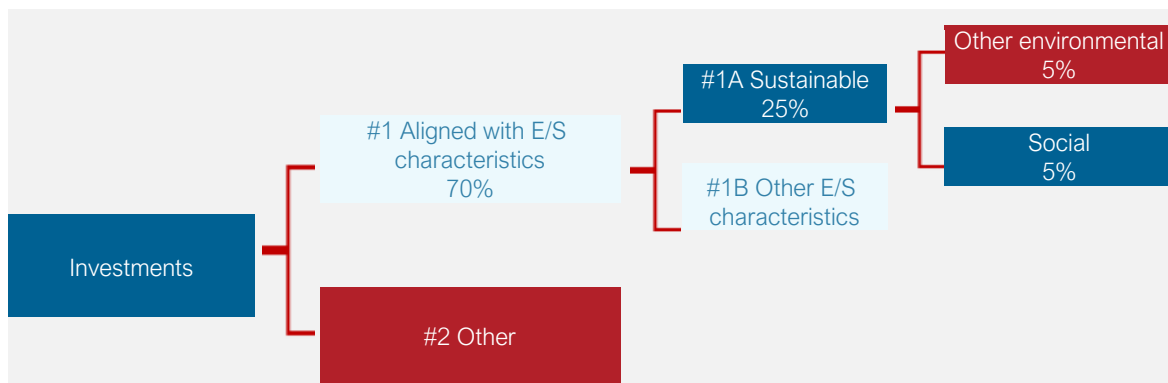 Investments
#1 Aligned with E/S
characteristics
70%
#2 Other
#1A Sustainable
25%
#1B Other E/S
characteristics
Other environmental
5%
Social
5%